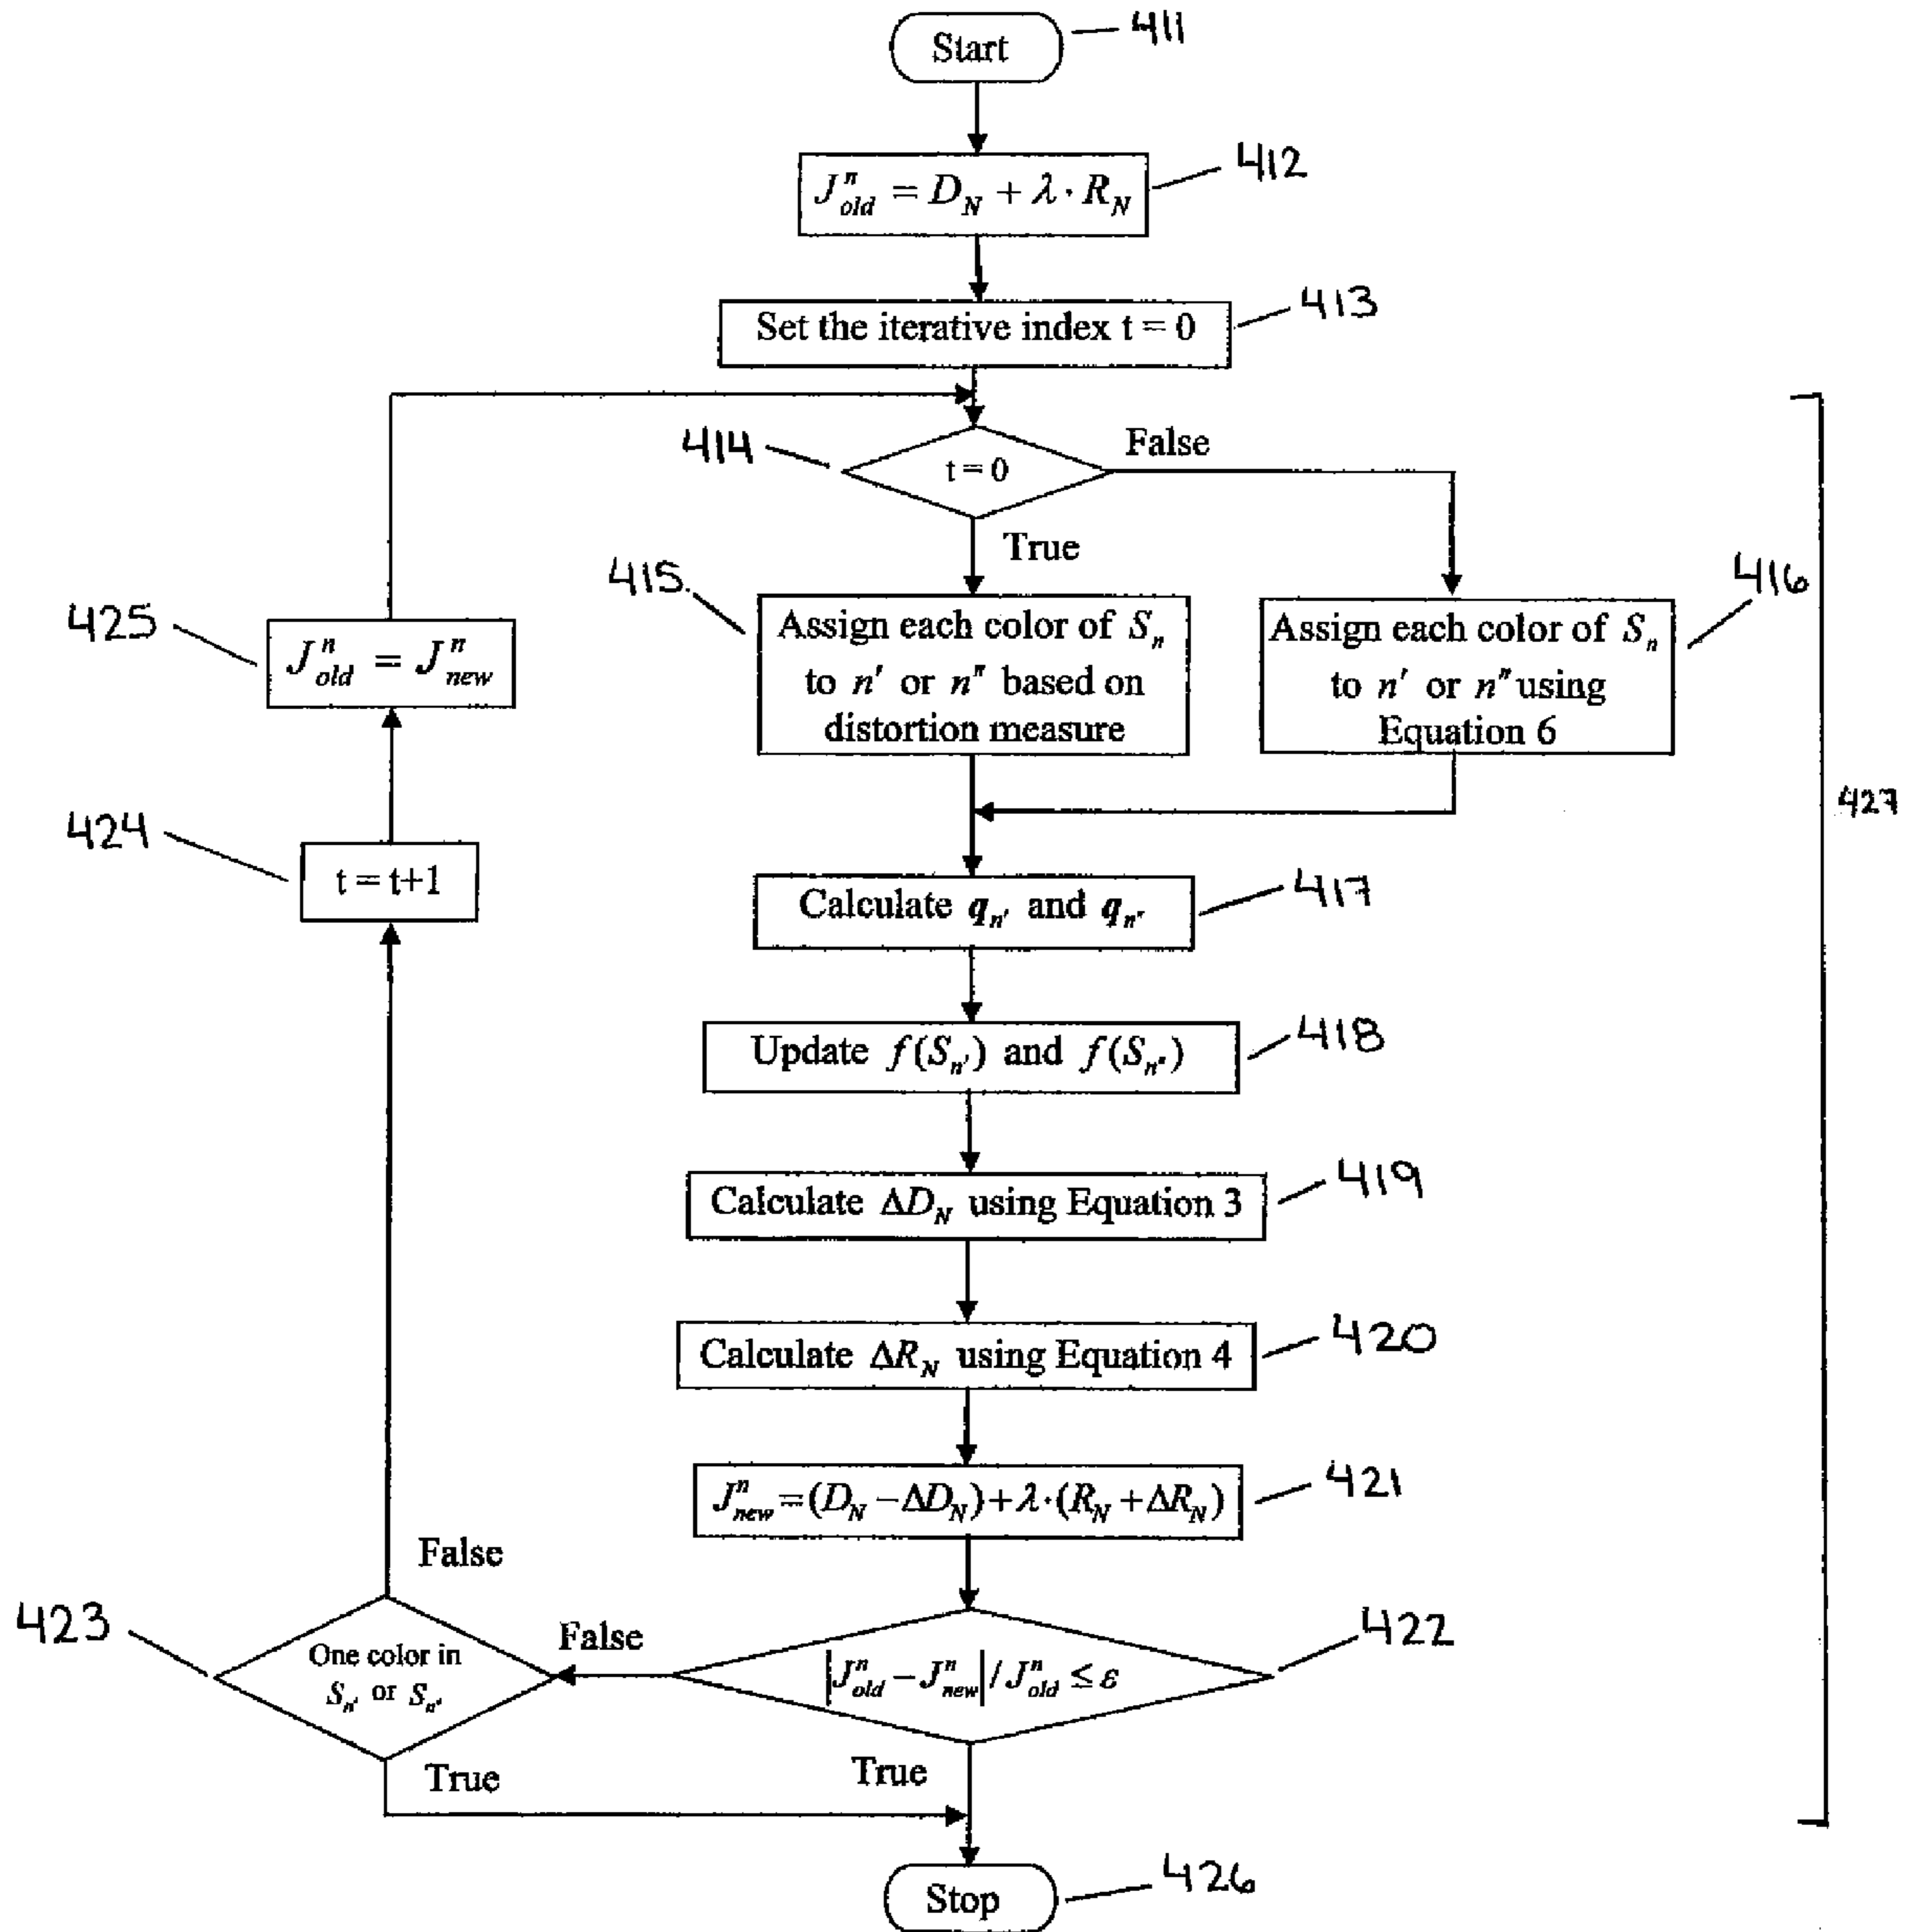 Start
411
J^n_old = D_N + λ · R_N
412
Set the iterative index t = 0
413
414
t = 0
False
True
415
Assign each color of S_n
to n' or n" based on
distortion measure
416
Assign each color of S_n
to n' or n" using
Equation 6
425
J^n_old = J^n_new
424
t = t+1
427
Calculate q_n' and q_n"
417
Update f(S_n') and f(S_n")
418
Calculate ΔD_N using Equation 3
419
Calculate ΔR_N using Equation 4
420
J^n_new = (D_N − ΔD_N) + λ · (R_N + ΔR_N)
421
False
423
One color in
S_n' or S_n"
False
|J^n_old − J^n_new| / J^n_old ≤ ε
422
True
True
Stop
426